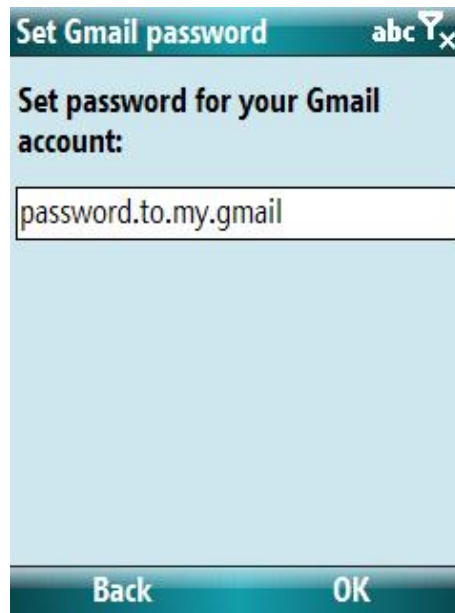 Set Gmail password abc
Set password for your Gmail
account:
password.to.my.gmail
Back OK